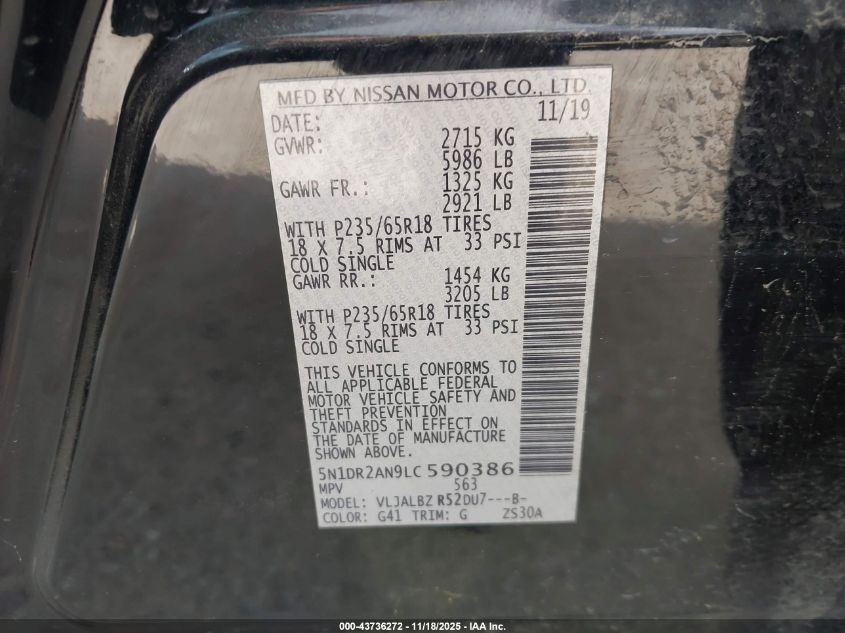 MFD BY NISSAN MOTOR CO., LTD.
DATE: 11/19
GVWR: 2715 KG
5986 LB
GAWR FR.: 1325 KG
2921 LB
WITH P235/65R18 TIRES
18 X 7.5 RIMS AT 33 PSI
COLD SINGLE
GAWR RR.: 1454 KG
3205 LB
WITH P235/65R18 TIRES
18 X 7.5 RIMS AT 33 PSI
COLD SINGLE
THIS VEHICLE CONFORMS TO
ALL APPLICABLE FEDERAL
MOTOR VEHICLE SAFETY AND
THEFT PREVENTION
STANDARDS IN EFFECT ON
THE DATE OF MANUFACTURE
SHOWN ABOVE.
5N1DR2AN9LC590386
MPV 563
MODEL: VLJALBZ R52DU7---B-
COLOR: G41 TRIM: G ZS30A
000-43736272 - 11/18/2025 - IAA Inc.